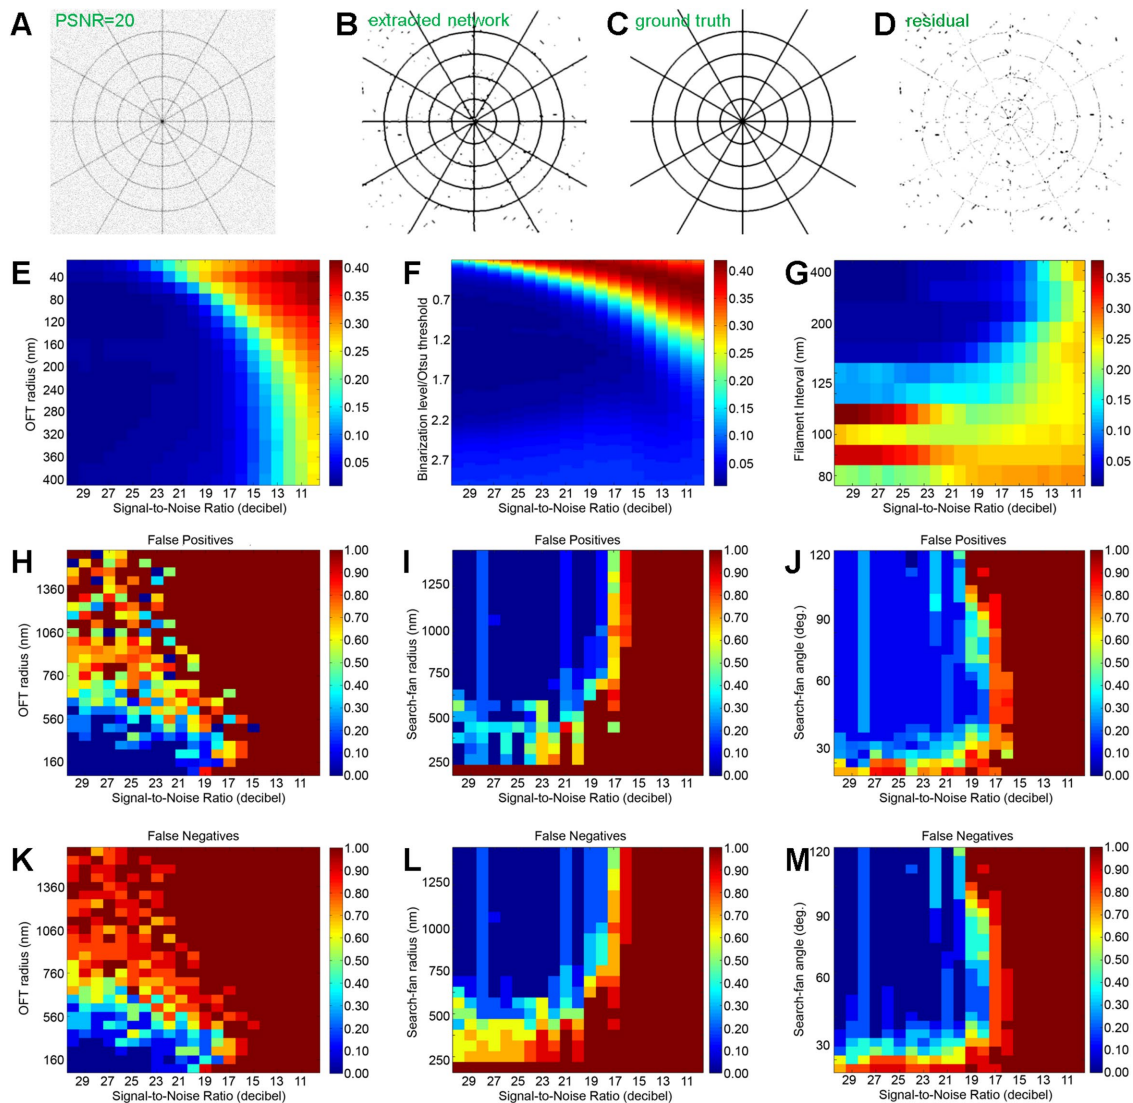 A PSNR=20
B extracted network
C ground truth
D residual
E
OFT radius (nm)
40
80
120
160
200
240
280
320
360
400
29 27 25 23 21 19 17 15 13 11
Signal-to-Noise Ratio (decibel)
0.40
0.35
0.30
0.25
0.20
0.15
0.10
0.05
F
Binarization level/Otsu threshold
0.7
1.2
1.7
2.2
2.7
29 27 25 23 21 19 17 15 13 11
Signal-to-Noise Ratio (decibel)
0.40
0.35
0.30
0.25
0.20
0.15
0.10
0.05
G
Filament Interval (nm)
400
200
125
100
80
29 27 25 23 21 19 17 15 13 11
Signal-to-Noise Ratio (decibel)
0.35
0.30
0.25
0.20
0.15
0.10
0.05
H
False Positives
OFT radius (nm)
1360
1060
760
560
160
29 27 25 23 21 19 17 15 13 11
Signal-to-Noise Ratio (decibel)
1.00
0.90
0.80
0.70
0.60
0.50
0.40
0.30
0.20
0.10
0.00
I
False Positives
Search-fan radius (nm)
1250
1000
750
500
250
29 27 25 23 21 19 17 15 13 11
Signal-to-Noise Ratio (decibel)
1.00
0.90
0.80
0.70
0.60
0.50
0.40
0.30
0.20
0.10
0.00
J
False Positives
Search-fan angle (deg.)
120
90
60
30
29 27 25 23 21 19 17 15 13 11
Signal-to-Noise Ratio (decibel)
1.00
0.90
0.80
0.70
0.60
0.50
0.40
0.30
0.20
0.10
0.00
K
False Negatives
OFT radius (nm)
1360
1060
760
560
160
29 27 25 23 21 19 17 15 13 11
Signal-to-Noise Ratio (decibel)
1.00
0.90
0.80
0.70
0.60
0.50
0.40
0.30
0.20
0.10
0.00
L
False Negatives
Search-fan radius (nm)
1250
1000
750
500
250
29 27 25 23 21 19 17 15 13 11
Signal-to-Noise Ratio (decibel)
1.00
0.90
0.80
0.70
0.60
0.50
0.40
0.30
0.20
0.10
0.00
M
False Negatives
Search-fan angle (deg.)
120
90
60
30
29 27 25 23 21 19 17 15 13 11
Signal-to-Noise Ratio (decibel)
1.00
0.90
0.80
0.70
0.60
0.50
0.40
0.30
0.20
0.10
0.00